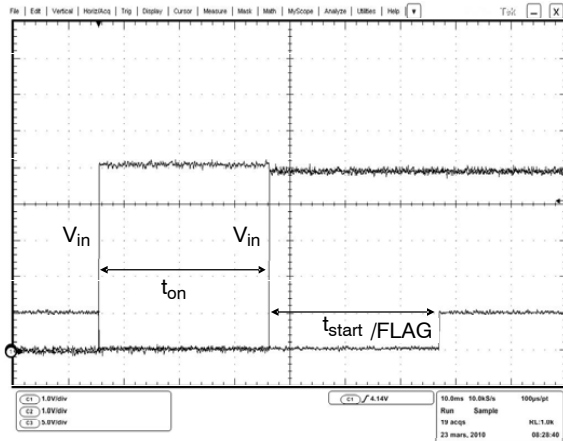 File | Edit | Vertical | Horiz/Acq | Trig | Display | Cursor | Measure | Mask | Math | MyScope | Analyze | Utilities | Help | Tek X
Vin Vin
ton
tstart /FLAG
C1 1.0V/div
C2 1.0V/div
C3 5.0V/div
C1 4.14V
10.0ms 10.0kS/s 100µs/pt
Run Sample
19 acqs RL:1.0k
23 mars, 2010 08:28:40